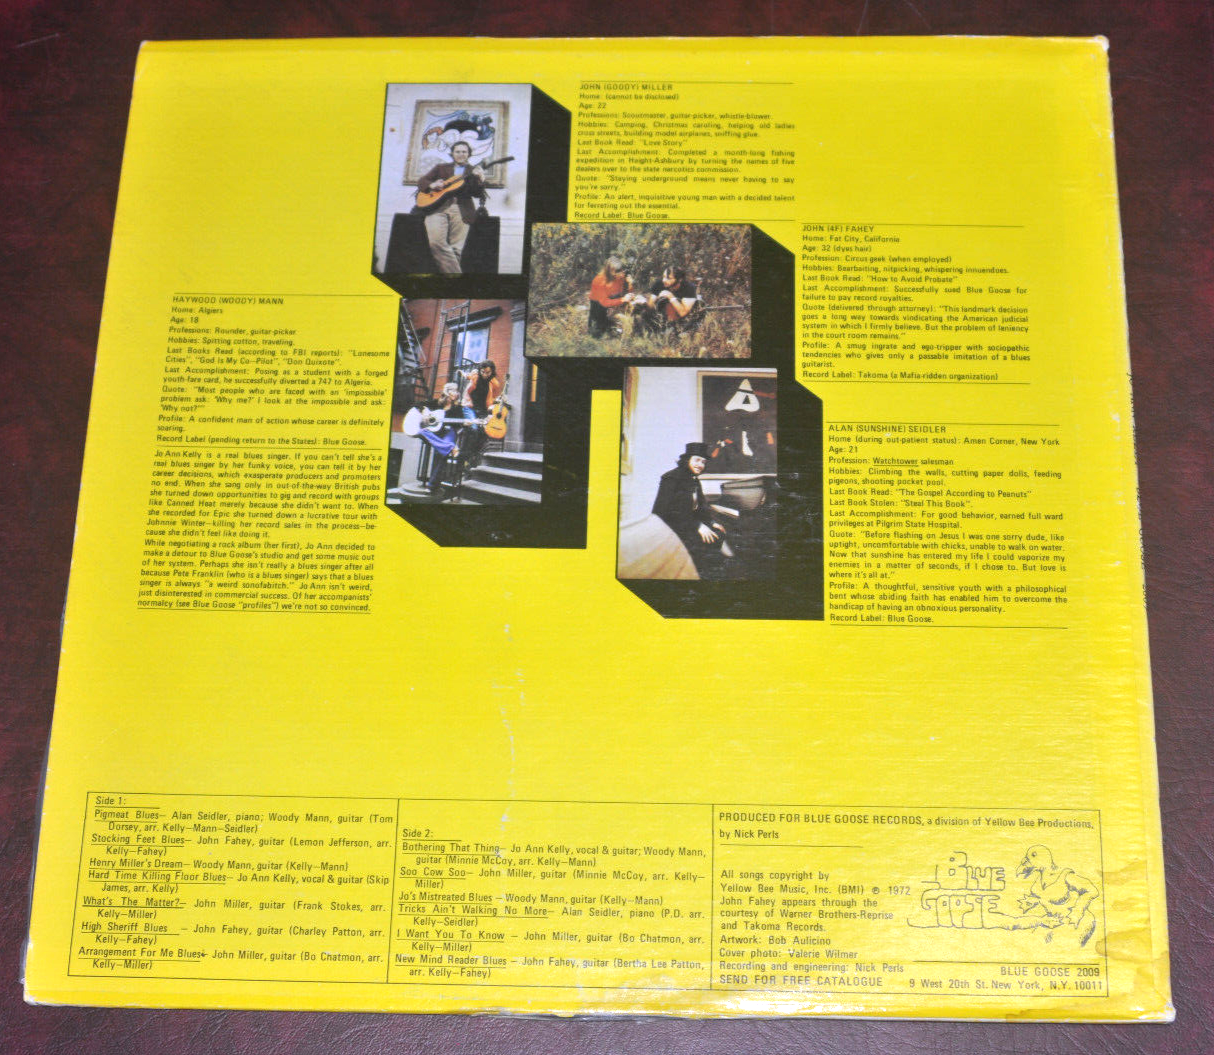 JOHN (GOODY) MILLER
Home: (cannot be disclosed)
Age: 22
Professions: Scoutmaster, guitar-picker, whistle-blower.
Hobbies: Camping, Christmas caroling, helping old ladies
cross streets, building model airplanes, sniffing glue.
Last Book Read: "Love Story"
Last Accomplishment: Completed a month-long fishing
expedition in Haight-Ashbury by turning the names of five
dealers over to the state narcotics commission.
Quote: "Staying underground means never having to say
you're sorry."
Profile: An alert, inquisitive young man with a decided talent
for ferreting out the essential.
Record Label: Blue Goose.
JOHN (4F) FAHEY
Home: Fat City, California
Age: 32 (dyes hair)
Profession: Circus geek (when employed)
Hobbies: Bearbaiting, nitpicking, whispering innuendoes.
Last Book Read: "How to Avoid Probate"
Last Accomplishment: Successfully sued Blue Goose for
failure to pay record royalties.
Quote (delivered through attorney): "This landmark decision
goes a long way towards vindicating the American judicial
system in which I firmly believe. But the problem of leniency
in the court room remains."
Profile: A smug ingrate and ego-tripper with sociopathic
tendencies who gives only a passable imitation of a blues
guitarist.
Record Label: Takoma (a Mafia-ridden organization)
HAYWOOD (WOODY) MANN
Home: Algiers
Age: 18
Professions: Rounder, guitar-picker
Hobbies: Spitting cotton, traveling.
Last Books Read (according to FBI reports): "Lonesome
Cities", "God Is My Co-Pilot", "Don Quixote".
Last Accomplishment: Posing as a student with a forged
youth-fare card, he successfully diverted a 747 to Algeria.
Quote: "Most people who are faced with an 'impossible'
problem ask: 'Why me?' I look at the impossible and ask:
'Why not?'"
Profile: A confident man of action whose career is definitely
soaring.
Record Label (pending return to the States): Blue Goose.
Jo Ann Kelly is a real blues singer. If you can't tell she's a
real blues singer by her funky voice, you can tell it by her
career decisions, which exasperate producers and promoters
no end. When she sang only in out-of-the-way British pubs
she turned down opportunities to gig and record with groups
like Canned Heat merely because she didn't want to. When
she recorded for Epic she turned down a lucrative tour with
Johnnie Winter—killing her record sales in the process—be-
cause she didn't feel like doing it.
While negotiating a rock album (her first), Jo Ann decided to
make a detour to Blue Goose's studio and get some music out
of her system. Perhaps she isn't really a blues singer after all
because Pete Franklin (who is a blues singer) says that a blues
singer is always "a weird sonofabitch." Jo Ann isn't weird,
just disinterested in commercial success. Of her accompanists'
normalcy (see Blue Goose "profiles") we're not so convinced.
ALAN (SUNSHINE) SEIDLER
Home (during out-patient status): Amen Corner, New York
Age: 21
Profession: Watchtower salesman
Hobbies: Climbing the walls, cutting paper dolls, feeding
pigeons, shooting pocket pool.
Last Book Read: "The Gospel According to Peanuts"
Last Book Stolen: "Steal This Book".
Last Accomplishment: For good behavior, earned full ward
privileges at Pilgrim State Hospital.
Quote: "Before flashing on Jesus I was one sorry dude, like
uptight, uncomfortable with chicks, unable to walk on water.
Now that sunshine has entered my life I could vaporize my
enemies in a matter of seconds, if I chose to. But love is
where it's all at."
Profile: A thoughtful, sensitive youth with a philosophical
bent whose abiding faith has enabled him to overcome the
handicap of having an obnoxious personality.
Record Label: Blue Goose.
Side 1:
Pigmeat Blues— Alan Seidler, piano; Woody Mann, guitar (Tom
Dorsey, arr. Kelly—Mann—Seidler)
Stocking Feet Blues— John Fahey, guitar (Lemon Jefferson, arr.
Kelly—Fahey)
Henry Miller's Dream— Woody Mann, guitar (Kelly—Mann)
Hard Time Killing Floor Blues— Jo Ann Kelly, vocal & guitar (Skip
James, arr. Kelly)
What's The Matter?— John Miller, guitar (Frank Stokes, arr.
Kelly—Miller)
High Sheriff Blues — John Fahey, guitar (Charley Patton, arr.
Kelly—Fahey)
Arrangement For Me Blues— John Miller, guitar (Bo Chatmon, arr.
Kelly—Miller)
Side 2:
Bothering That Thing— Jo Ann Kelly, vocal & guitar; Woody Mann,
guitar (Minnie McCoy, arr. Kelly—Mann)
Soo Cow Soo— John Miller, guitar (Minnie McCoy, arr. Kelly—
Miller)
Jo's Mistreated Blues — Woody Mann, guitar (Kelly—Mann)
Tricks Ain't Walking No More— Alan Seidler, piano (P.D. arr.
Kelly—Seidler)
I Want You To Know — John Miller, guitar (Bo Chatmon, arr.
Kelly—Miller)
New Mind Reader Blues — John Fahey, guitar (Bertha Lee Patton,
arr. Kelly—Fahey)
PRODUCED FOR BLUE GOOSE RECORDS, a division of Yellow Bee Productions,
by Nick Perls
All songs copyright by
Yellow Bee Music, Inc. (BMI) ℗ 1972
John Fahey appears through the
courtesy of Warner Brothers-Reprise
and Takoma Records.
Artwork: Bob Aulicino
Cover photo: Valerie Wilmer
Recording and engineering: Nick Perls
SEND FOR FREE CATALOGUE
BLUE
GOOSE
BLUE GOOSE 2009
9 West 20th St. New York, N.Y. 10011